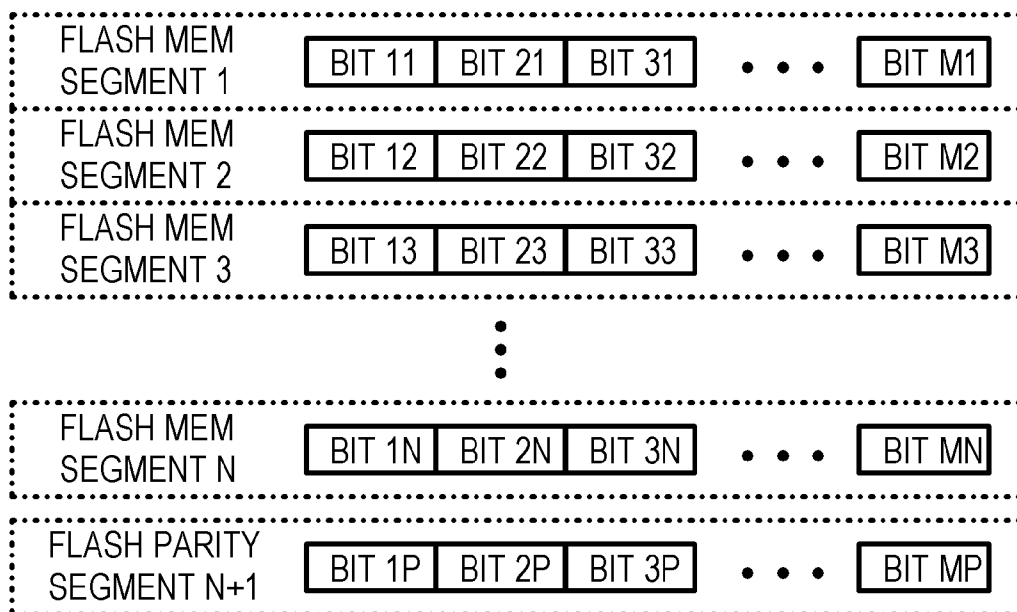 FLASH MEM
SEGMENT 1
BIT 11 BIT 21 BIT 31 • • • BIT M1
FLASH MEM
SEGMENT 2
BIT 12 BIT 22 BIT 32 • • • BIT M2
FLASH MEM
SEGMENT 3
BIT 13 BIT 23 BIT 33 • • • BIT M3
FLASH MEM
SEGMENT N
BIT 1N BIT 2N BIT 3N • • • BIT MN
FLASH PARITY
SEGMENT N+1
BIT 1P BIT 2P BIT 3P • • • BIT MP